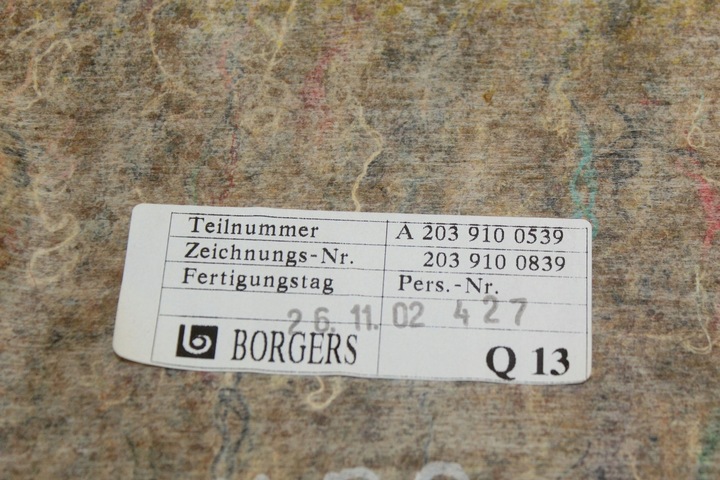 Teilnummer A 203 910 0539
Zeichnungs-Nr. 203 910 0839
Fertigungstag Pers.-Nr.
26.11.02 427
BORGERS Q 13